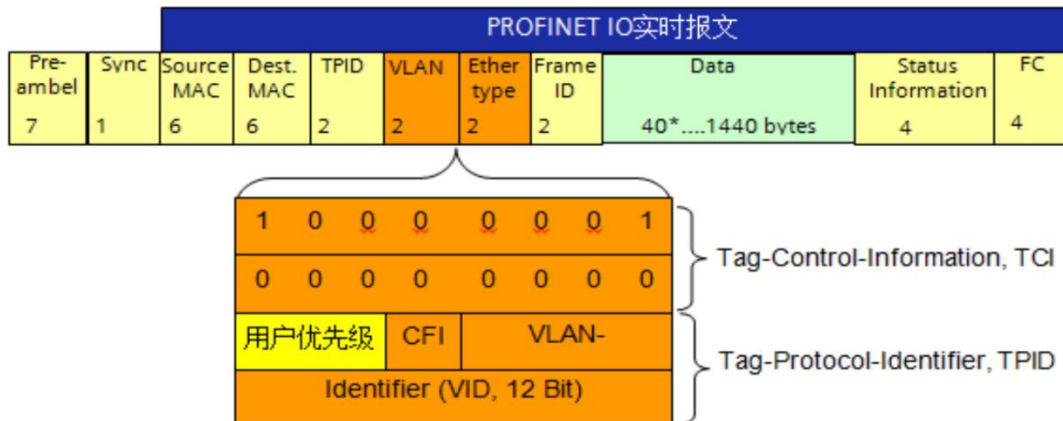 PROFINET IO实时报文
Pre-
ambel
7
Sync
1
Source
MAC
6
Dest.
MAC
6
TPID
2
VLAN
2
Ether
type
2
Frame
ID
2
Data
40*....1440 bytes
Status
Information
4
FC
4
1 0 0 0 0 0 0 1
0 0 0 0 0 0 0 0
Tag-Control-Information, TCI
用户优先级 CFI VLAN-
Identifier (VID, 12 Bit)
Tag-Protocol-Identifier, TPID